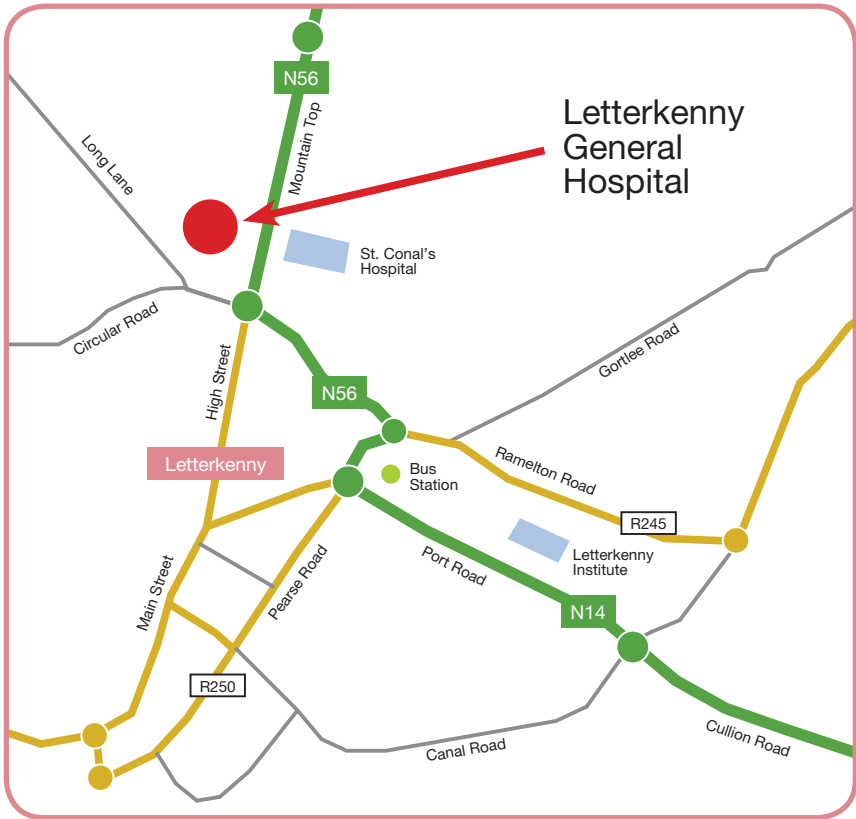 N56
Mountain Top
Letterkenny
General
Hospital
Long Lane
St. Conal's
Hospital
Circular Road
High Street
Gortlee Road
N56
Letterkenny
Bus
Station
Ramelton Road
R245
Port Road
Letterkenny
Institute
Pearse Road
Main Street
N14
R250
Canal Road
Cullion Road